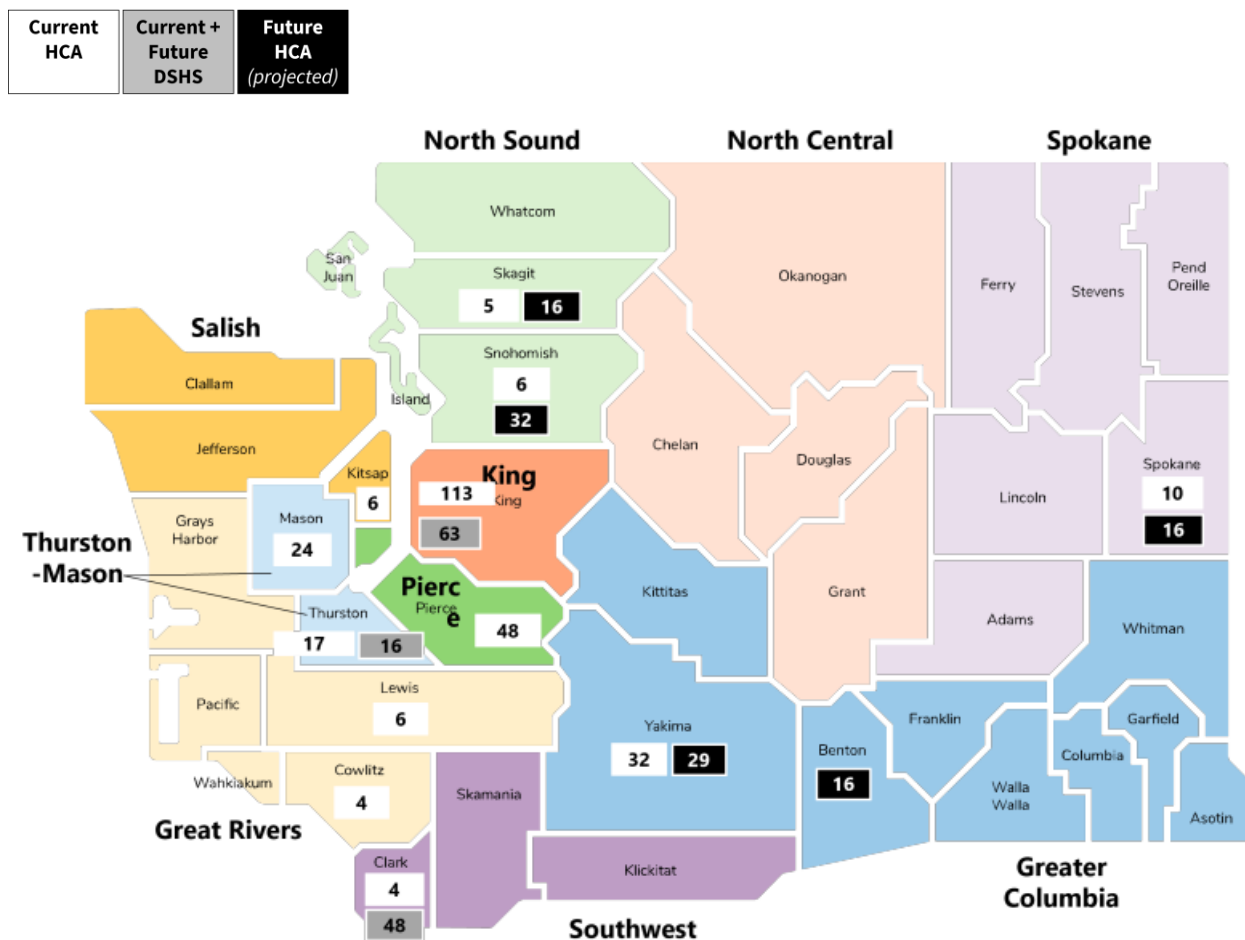 Current
HCA
Current +
Future
DSHS
Future
HCA
(projected)
North Sound
North Central
Spokane
Whatcom
San
Juan
Skagit
5
16
Okanogan
Ferry
Stevens
Pend
Oreille
Salish
Clallam
Snohomish
6
32
Island
Jefferson
Kitsap
6
Chelan
Douglas
Lincoln
Spokane
10
16
King
King
113
63
Grays
Harbor
Mason
24
Thurston
-Mason
Thurston
17
16
Pierc
e
Pierce
48
Kittitas
Grant
Adams
Whitman
Pacific
Lewis
6
Yakima
32
29
Benton
16
Franklin
Garfield
Columbia
Walla
Walla
Asotin
Wahkiakum
Cowlitz
4
Great Rivers
Skamania
Clark
4
48
Klickitat
Southwest
Greater
Columbia